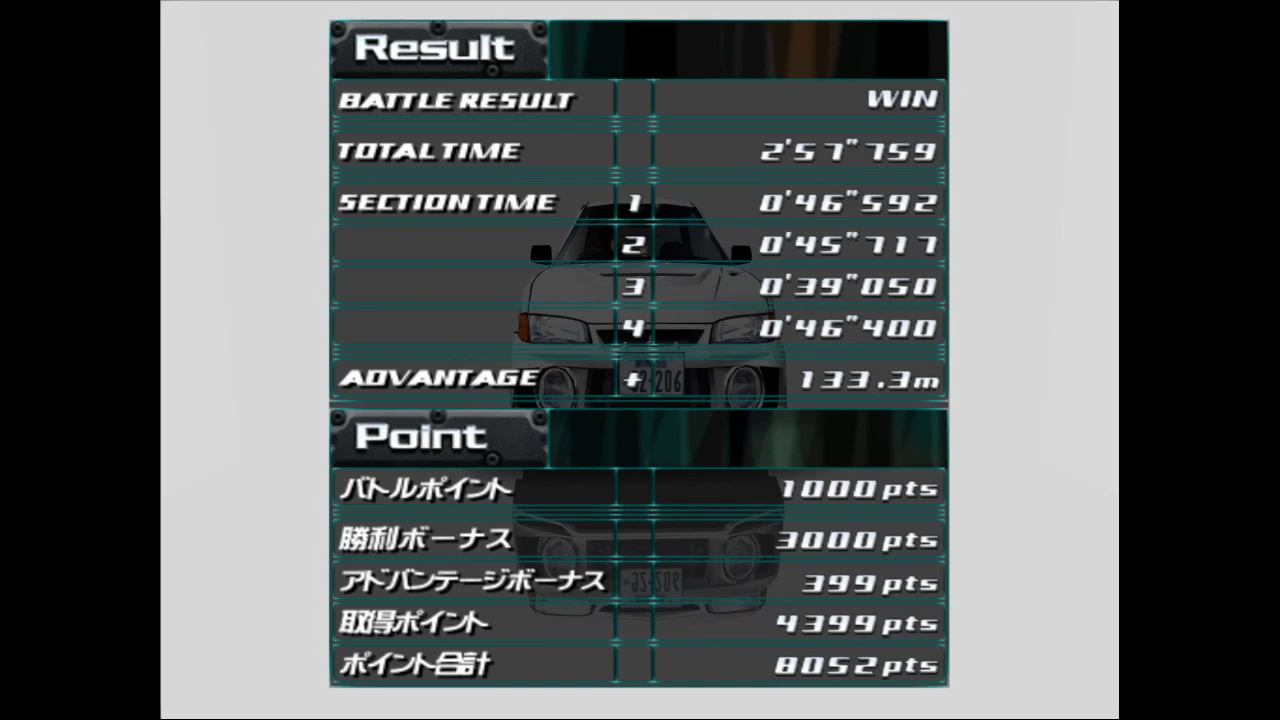 Result
BATTLE RESULT WIN
TOTAL TIME 2'57"759
SECTION TIME 1 0'46"592
2 0'45"717
3 0'39"050
4 0'46"400
ADVANTAGE + 133.3m
Point
バトルポイント 1000pts
勝利ボーナス 3000pts
アドバンテージボーナス 399pts
取得ポイント 4399pts
ポイント合計 8052pts